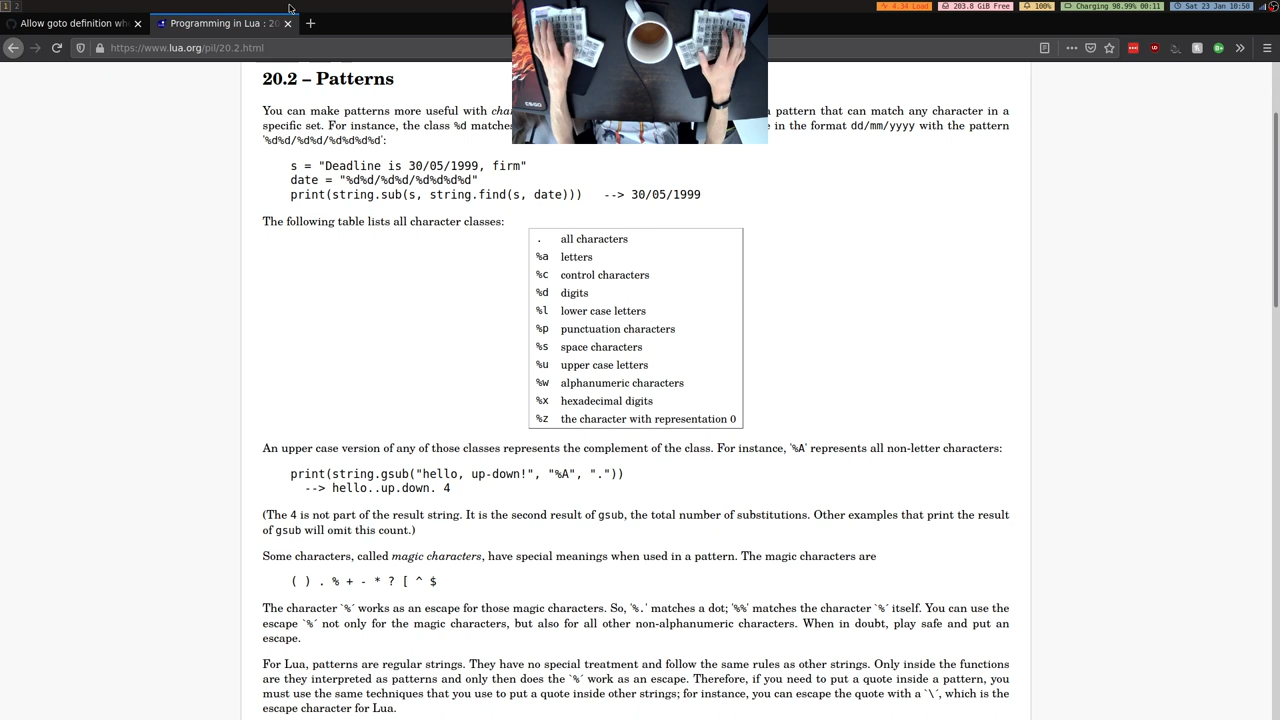 1 2
4.34 Load
203.8 GiB Free
100%
Charging 98.99% 00:11
Sat 23 Jan 10:50
Allow goto definition wh
Programming in Lua : 20
https://www.lua.org/pil/20.2.html
20.2 – Patterns
You can make patterns more useful with pattern that can match any character in a
specific set. For instance, the class %d matches in the format dd/mm/yyyy with the pattern
'%d%d/%d%d/%d%d%d%d':
s = "Deadline is 30/05/1999, firm"
date = "%d%d/%d%d/%d%d%d%d"
print(string.sub(s, string.find(s, date))) --> 30/05/1999
The following table lists all character classes:
. all characters
%a letters
%c control characters
%d digits
%l lower case letters
%p punctuation characters
%s space characters
%u upper case letters
%w alphanumeric characters
%x hexadecimal digits
%z the character with representation 0
An upper case version of any of those classes represents the complement of the class. For instance, '%A' represents all non-letter characters:
print(string.gsub("hello, up-down!", "%A", "."))
--> hello..up.down. 4
(The 4 is not part of the result string. It is the second result of gsub, the total number of substitutions. Other examples that print the result
of gsub will omit this count.)
Some characters, called magic characters, have special meanings when used in a pattern. The magic characters are
( ) . % + - * ? [ ^ $
The character `%´ works as an escape for those magic characters. So, '%.' matches a dot; '%%' matches the character `%´ itself. You can use the
escape `%´ not only for the magic characters, but also for all other non-alphanumeric characters. When in doubt, play safe and put an
escape.
For Lua, patterns are regular strings. They have no special treatment and follow the same rules as other strings. Only inside the functions
are they interpreted as patterns and only then does the `%´ work as an escape. Therefore, if you need to put a quote inside a pattern, you
must use the same techniques that you use to put a quote inside other strings; for instance, you can escape the quote with a `\´, which is the
escape character for Lua.